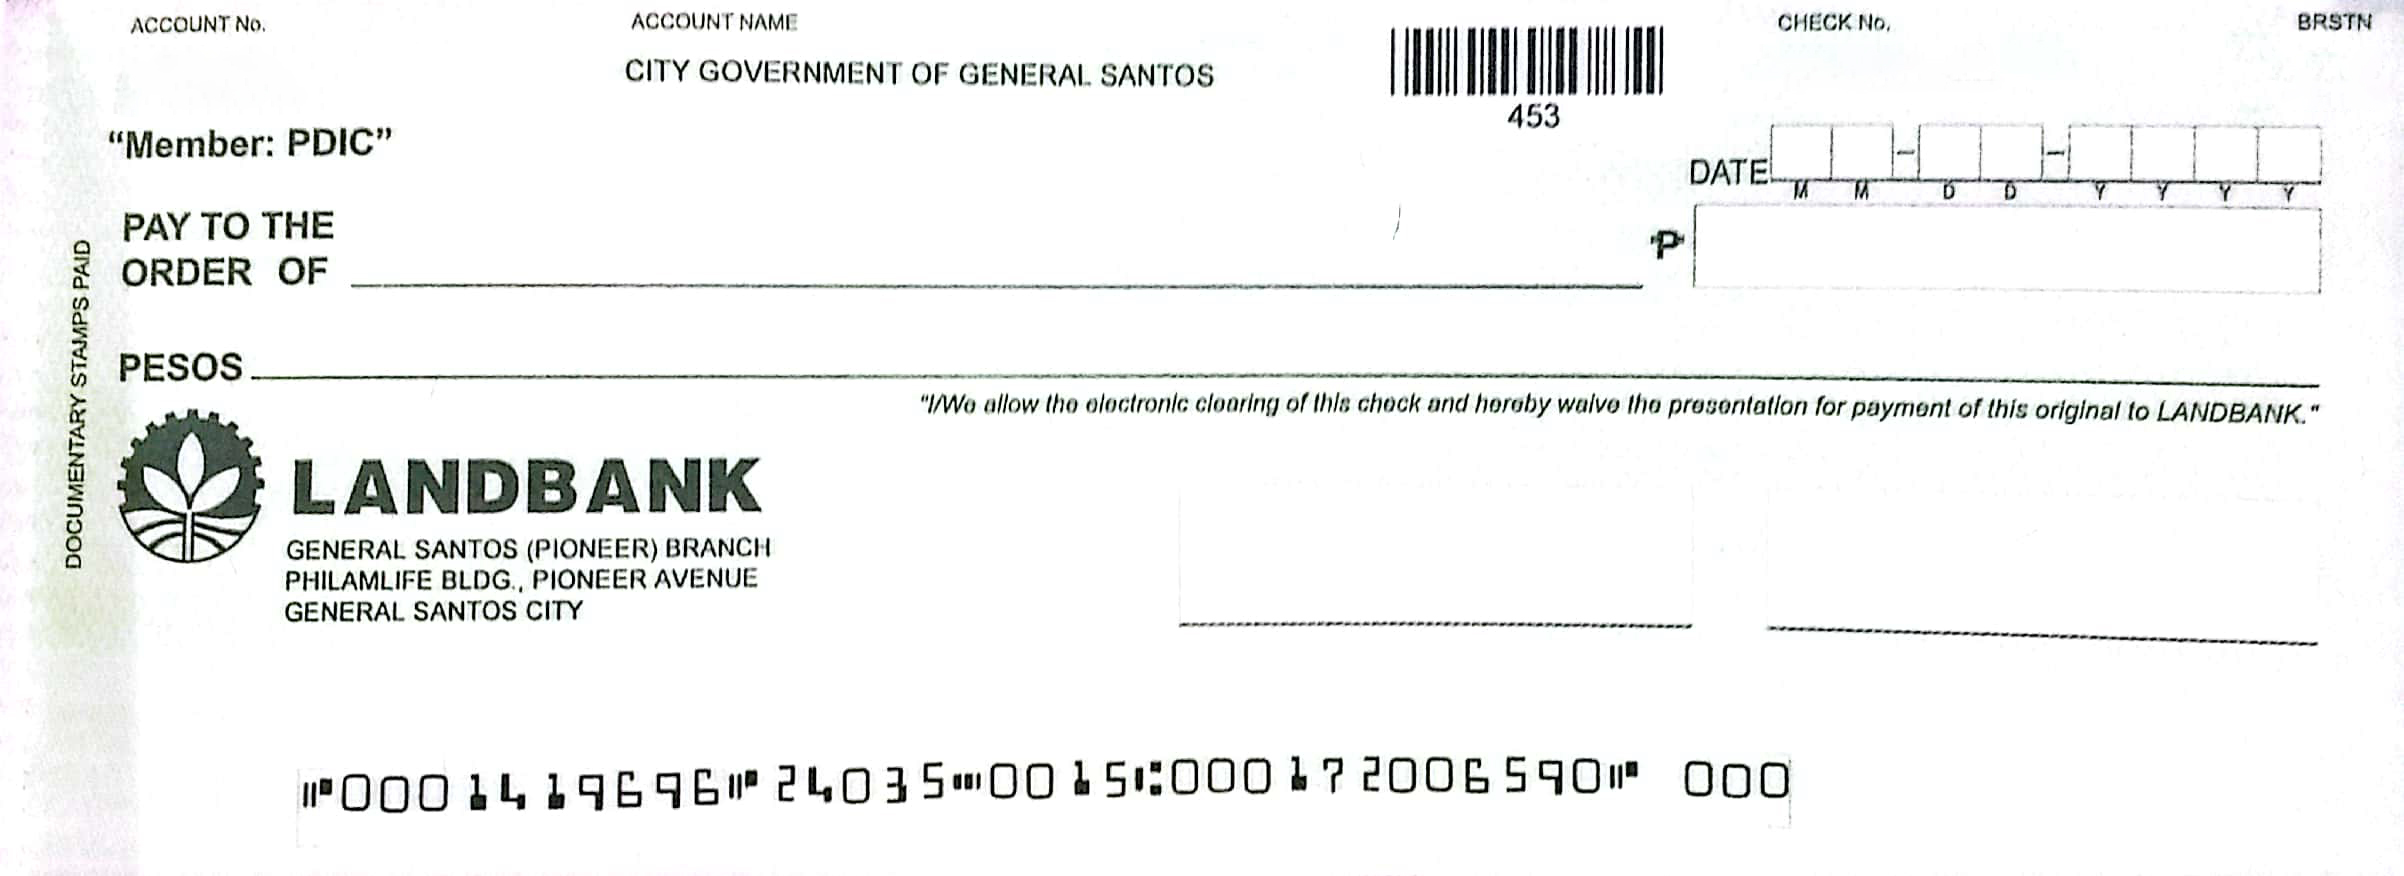 ACCOUNT No.
ACCOUNT NAME
CHECK No.
BRSTN
CITY GOVERNMENT OF GENERAL SANTOS
453
"Member: PDIC"
DATE
M M - D D - Y Y Y Y
PAY TO THE
ORDER OF
₱
PESOS
"I/We allow the electronic clearing of this check and hereby waive the presentation for payment of this original to LANDBANK."
DOCUMENTARY STAMPS PAID
LANDBANK
GENERAL SANTOS (PIONEER) BRANCH
PHILAMLIFE BLDG., PIONEER AVENUE
GENERAL SANTOS CITY
⑈0001419696⑈ 24035⑉0015⑆000172006590⑈ 000